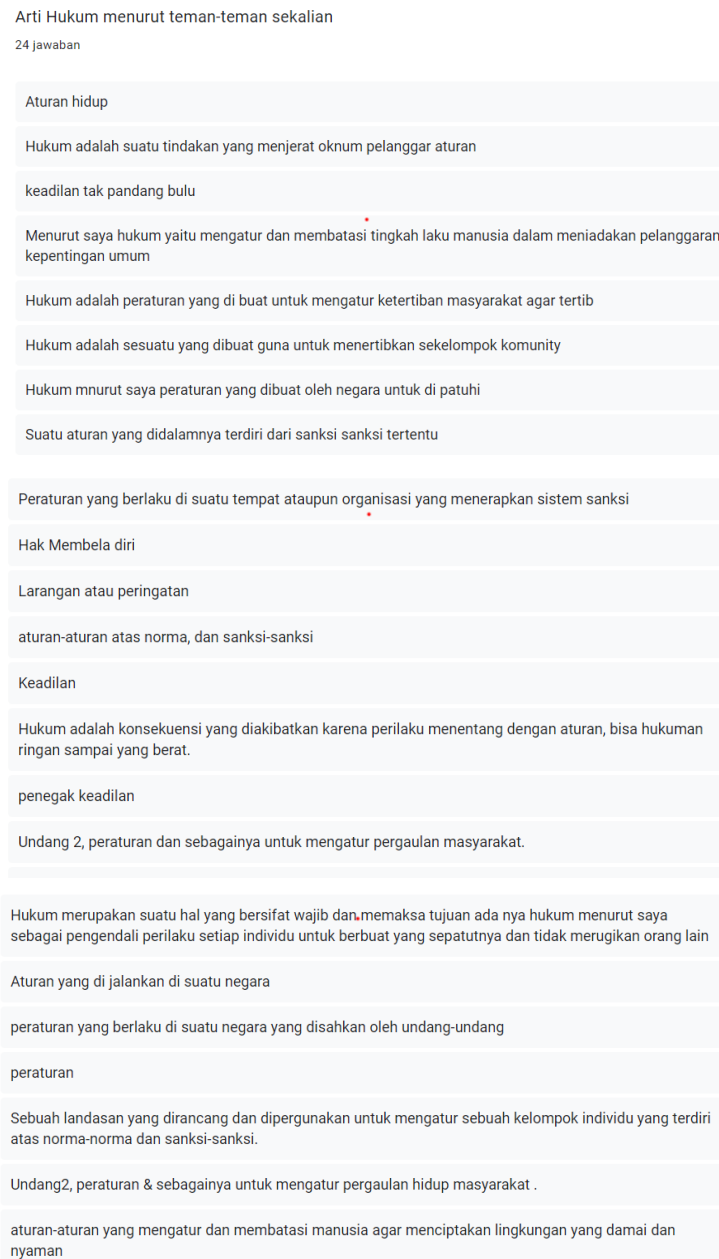 Arti Hukum menurut teman-teman sekalian
24 jawaban
Aturan hidup
Hukum adalah suatu tindakan yang menjerat oknum pelanggar aturan
keadilan tak pandang bulu
Menurut saya hukum yaitu mengatur dan membatasi tingkah laku manusia dalam meniadakan pelanggaran
kepentingan umum
Hukum adalah peraturan yang di buat untuk mengatur ketertiban masyarakat agar tertib
Hukum adalah sesuatu yang dibuat guna untuk menertibkan sekelompok komunity
Hukum mnurut saya peraturan yang dibuat oleh negara untuk di patuhi
Suatu aturan yang didalamnya terdiri dari sanksi sanksi tertentu
Peraturan yang berlaku di suatu tempat ataupun organisasi yang menerapkan sistem sanksi
Hak Membela diri
Larangan atau peringatan
aturan-aturan atas norma, dan sanksi-sanksi
Keadilan
Hukum adalah konsekuensi yang diakibatkan karena perilaku menentang dengan aturan, bisa hukuman
ringan sampai yang berat.
penegak keadilan
Undang 2, peraturan dan sebagainya untuk mengatur pergaulan masyarakat.
Hukum merupakan suatu hal yang bersifat wajib dan memaksa tujuan ada nya hukum menurut saya
sebagai pengendali perilaku setiap individu untuk berbuat yang sepatutnya dan tidak merugikan orang lain
Aturan yang di jalankan di suatu negara
peraturan yang berlaku di suatu negara yang disahkan oleh undang-undang
peraturan
Sebuah landasan yang dirancang dan dipergunakan untuk mengatur sebuah kelompok individu yang terdiri
atas norma-norma dan sanksi-sanksi.
Undang2, peraturan & sebagainya untuk mengatur pergaulan hidup masyarakat .
aturan-aturan yang mengatur dan membatasi manusia agar menciptakan lingkungan yang damai dan
nyaman